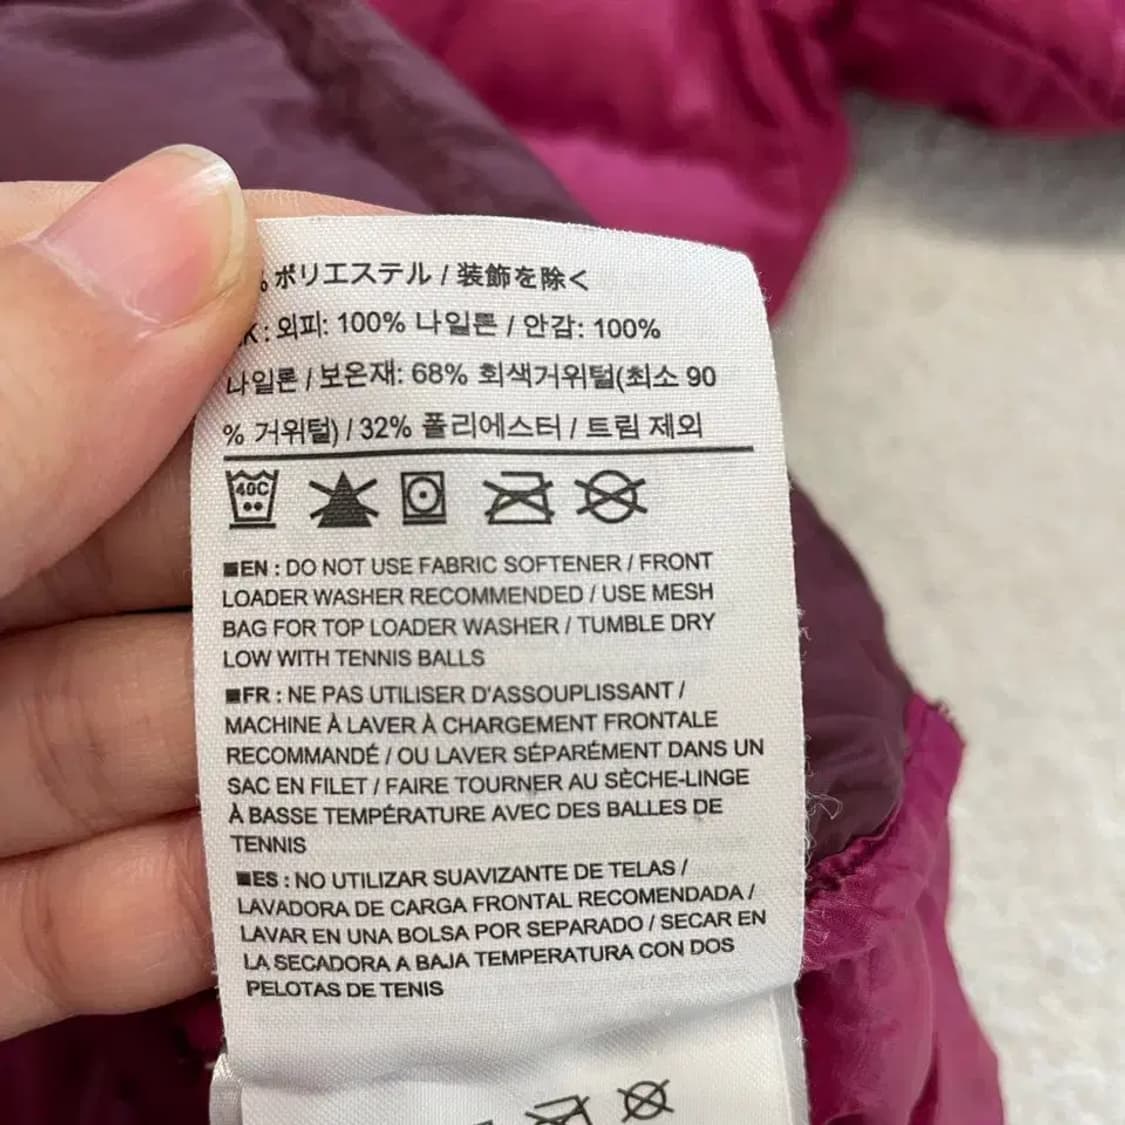 % ポリエステル / 装飾を除く
K : 외피: 100% 나일론 / 안감: 100%
나일론 / 보온재: 68% 회색거위털(최소 90
% 거위털) / 32% 폴리에스터 / 트림 제외
40C
■EN : DO NOT USE FABRIC SOFTENER / FRONT
LOADER WASHER RECOMMENDED / USE MESH
BAG FOR TOP LOADER WASHER / TUMBLE DRY
LOW WITH TENNIS BALLS
■FR : NE PAS UTILISER D'ASSOUPLISSANT /
MACHINE À LAVER À CHARGEMENT FRONTALE
RECOMMANDÉ / OU LAVER SÉPARÉMENT DANS UN
SAC EN FILET / FAIRE TOURNER AU SÈCHE-LINGE
À BASSE TEMPÉRATURE AVEC DES BALLES DE
TENNIS
■ES : NO UTILIZAR SUAVIZANTE DE TELAS /
LAVADORA DE CARGA FRONTAL RECOMENDADA /
LAVAR EN UNA BOLSA POR SEPARADO / SECAR EN
LA SECADORA A BAJA TEMPERATURA CON DOS
PELOTAS DE TENIS